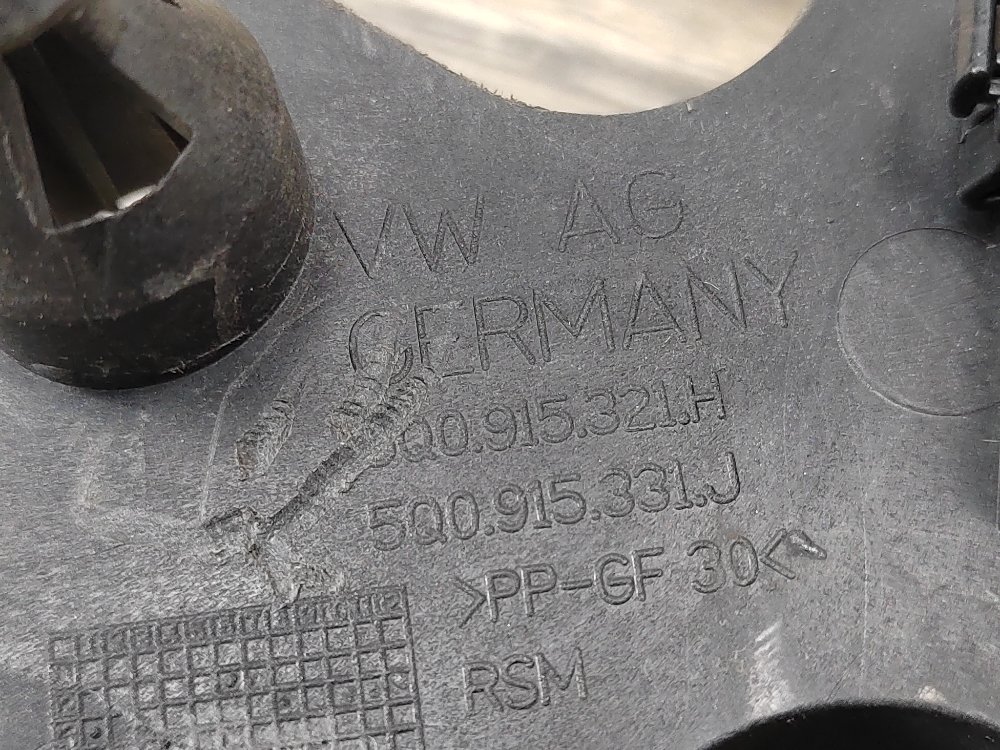 VW AG
GERMANY
5Q0.915.321.H
5Q0.915.331.J
>PP-GF 30<
RSM